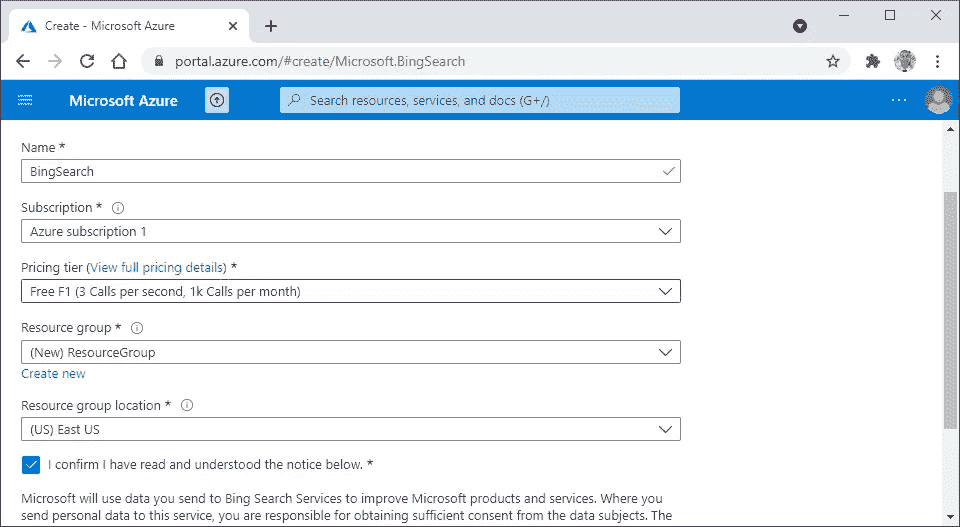 Create - Microsoft Azure
portal.azure.com/#create/Microsoft.BingSearch
Microsoft Azure
Search resources, services, and docs (G+/)
Name *
BingSearch
Subscription *
Azure subscription 1
Pricing tier (View full pricing details) *
Free F1 (3 Calls per second, 1k Calls per month)
Resource group *
(New) ResourceGroup
Create new
Resource group location *
(US) East US
I confirm I have read and understood the notice below. *
Microsoft will use data you send to Bing Search Services to improve Microsoft products and services. Where you
send personal data to this service, you are responsible for obtaining sufficient consent from the data subjects. The